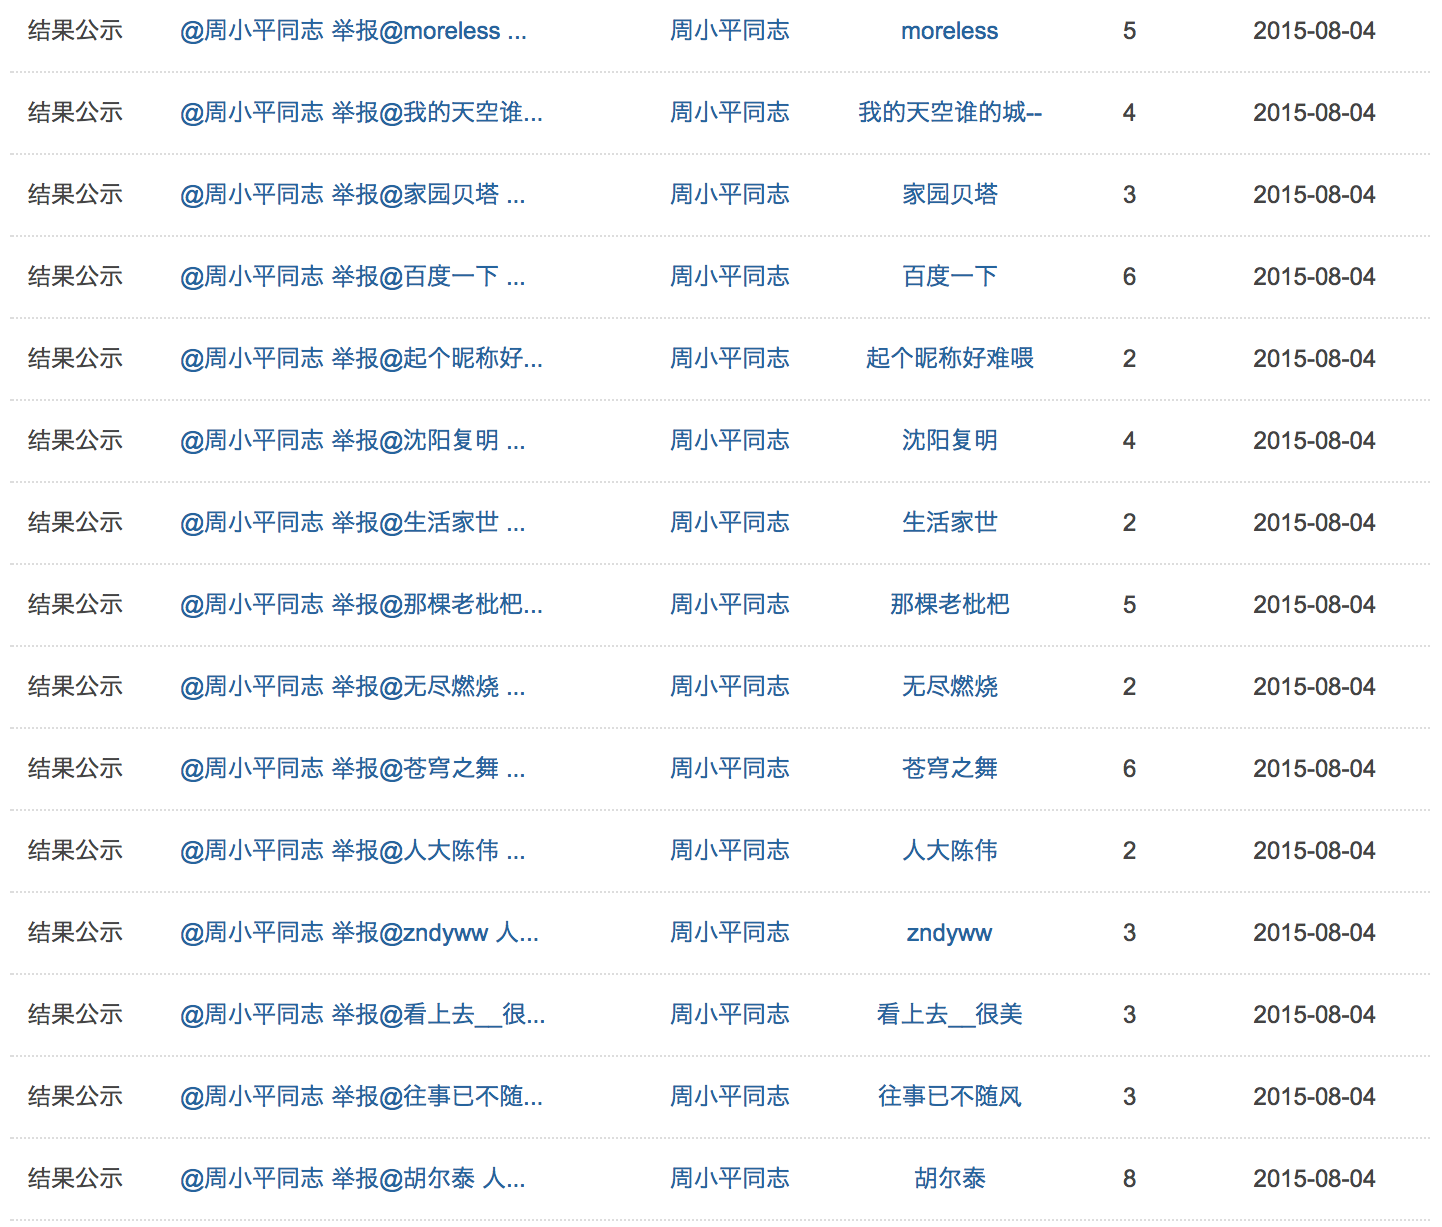 结果公示 @周小平同志 举报@moreless ... 周小平同志 moreless 5 2015-08-04
结果公示 @周小平同志 举报@我的天空谁... 周小平同志 我的天空谁的城-- 4 2015-08-04
结果公示 @周小平同志 举报@家园贝塔 ... 周小平同志 家园贝塔 3 2015-08-04
结果公示 @周小平同志 举报@百度一下 ... 周小平同志 百度一下 6 2015-08-04
结果公示 @周小平同志 举报@起个昵称好... 周小平同志 起个昵称好难喂 2 2015-08-04
结果公示 @周小平同志 举报@沈阳复明 ... 周小平同志 沈阳复明 4 2015-08-04
结果公示 @周小平同志 举报@生活家世 ... 周小平同志 生活家世 2 2015-08-04
结果公示 @周小平同志 举报@那棵老枇杷... 周小平同志 那棵老枇杷 5 2015-08-04
结果公示 @周小平同志 举报@无尽燃烧 ... 周小平同志 无尽燃烧 2 2015-08-04
结果公示 @周小平同志 举报@苍穹之舞 ... 周小平同志 苍穹之舞 6 2015-08-04
结果公示 @周小平同志 举报@人大陈伟 ... 周小平同志 人大陈伟 2 2015-08-04
结果公示 @周小平同志 举报@zndyww 人... 周小平同志 zndyww 3 2015-08-04
结果公示 @周小平同志 举报@看上去__很... 周小平同志 看上去__很美 3 2015-08-04
结果公示 @周小平同志 举报@往事已不随... 周小平同志 往事已不随风 3 2015-08-04
结果公示 @周小平同志 举报@胡尔泰 人... 周小平同志 胡尔泰 8 2015-08-04